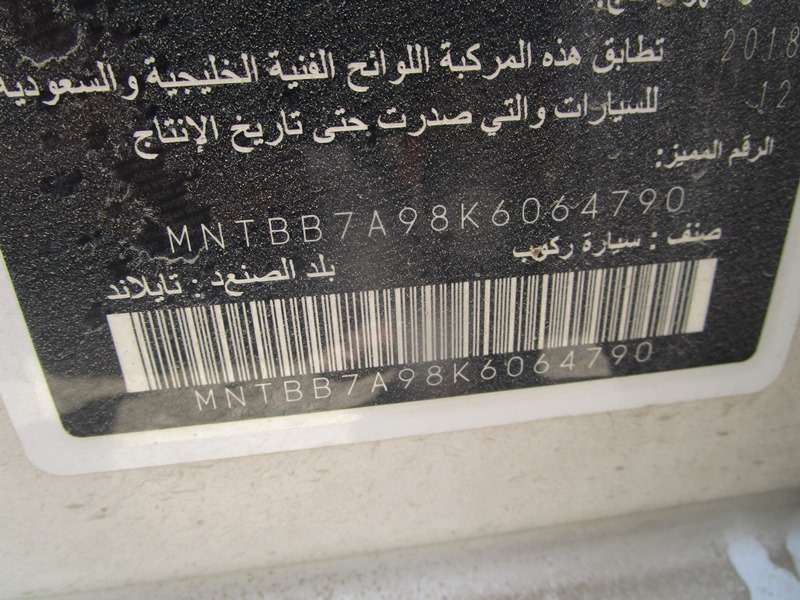 2018
تطابق هذه المركبة اللوائح الفنية الخليجية والسعودية
12
للسيارات والتي صدرت حتى تاريخ الإنتاج
الرقم المميز:
MNTBB7A98K6064790
صنف : سيارة ركوب
بلد الصنع : تايلاند
MNTBB7A98K6064790